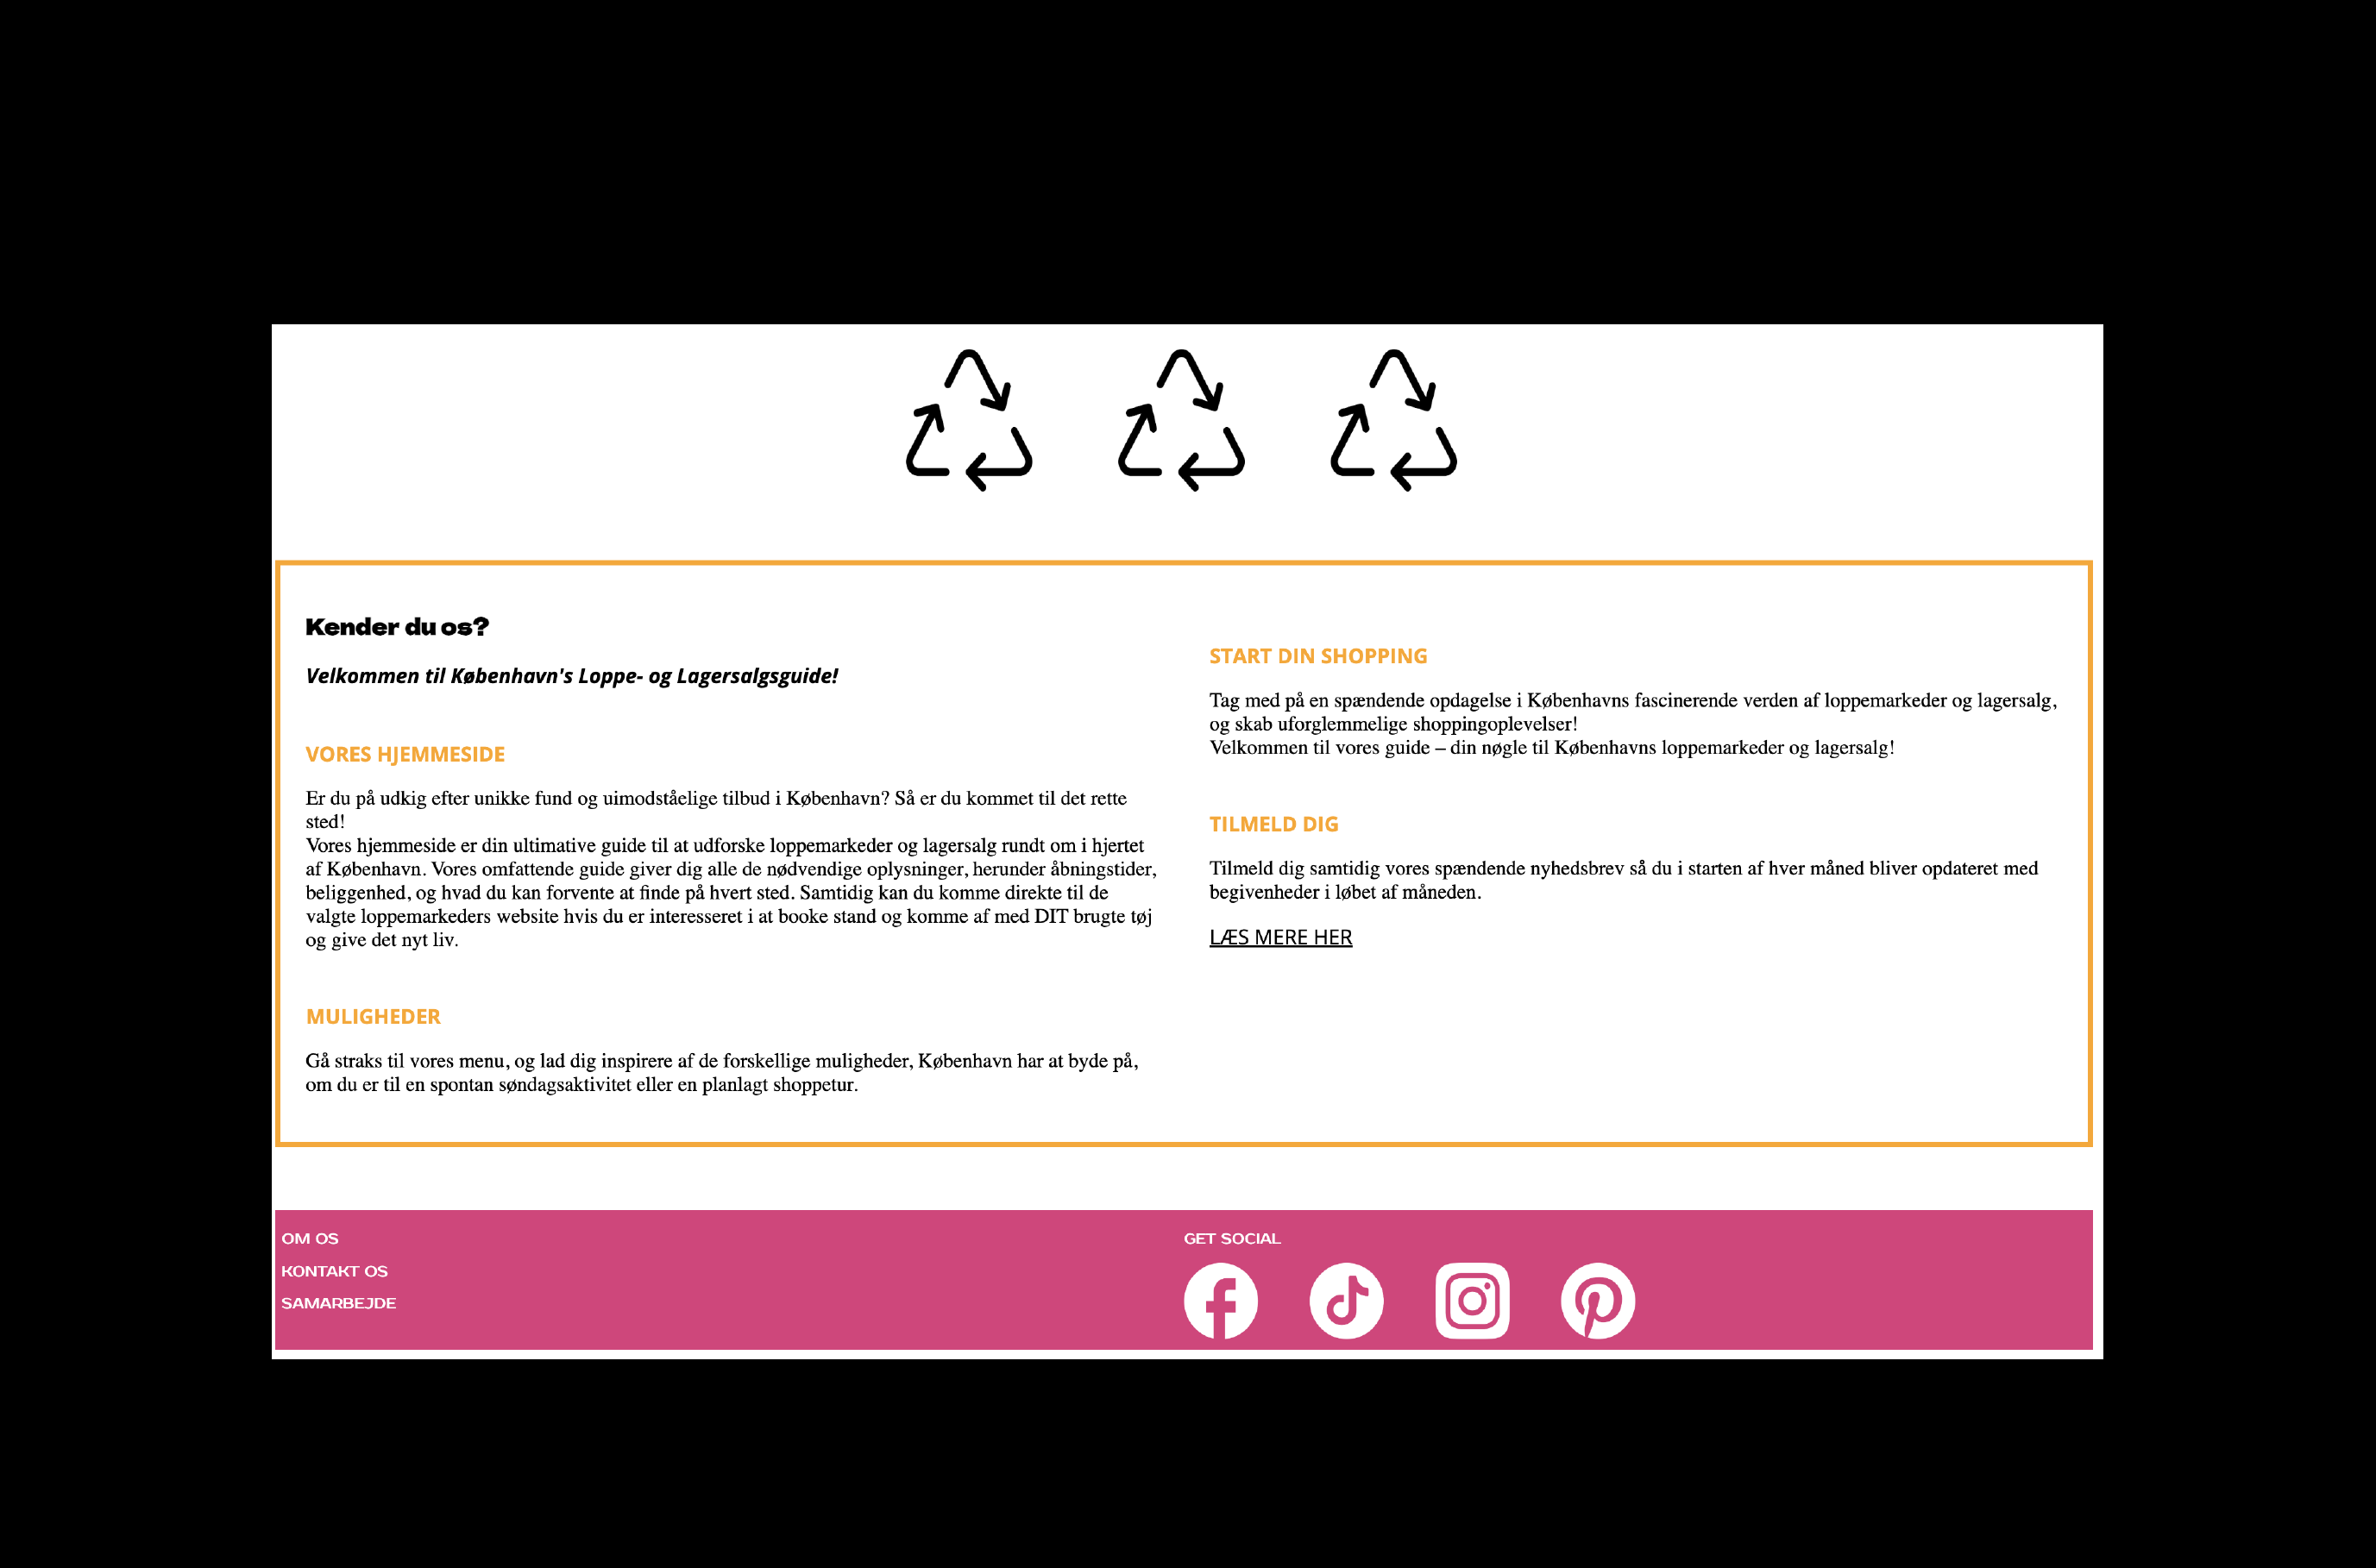 Kender du os?
Velkommen til København's Loppe- og Lagersalgsguide!
VORES HJEMMESIDE
Er du på udkig efter unikke fund og uimodståelige tilbud i København? Så er du kommet til det rette
sted!
Vores hjemmeside er din ultimative guide til at udforske loppemarkeder og lagersalg rundt om i hjertet
af København. Vores omfattende guide giver dig alle de nødvendige oplysninger, herunder åbningstider,
beliggenhed, og hvad du kan forvente at finde på hvert sted. Samtidig kan du komme direkte til de
valgte loppemarkeders website hvis du er interesseret i at booke stand og komme af med DIT brugte tøj
og give det nyt liv.
MULIGHEDER
Gå straks til vores menu, og lad dig inspirere af de forskellige muligheder, København har at byde på,
om du er til en spontan søndagsaktivitet eller en planlagt shoppetur.
START DIN SHOPPING
Tag med på en spændende opdagelse i Københavns fascinerende verden af loppemarkeder og lagersalg,
og skab uforglemmelige shoppingoplevelser!
Velkommen til vores guide – din nøgle til Københavns loppemarkeder og lagersalg!
TILMELD DIG
Tilmeld dig samtidig vores spændende nyhedsbrev så du i starten af hver måned bliver opdateret med
begivenheder i løbet af måneden.
LÆS MERE HER
OM OS
KONTAKT OS
SAMARBEJDE
GET SOCIAL